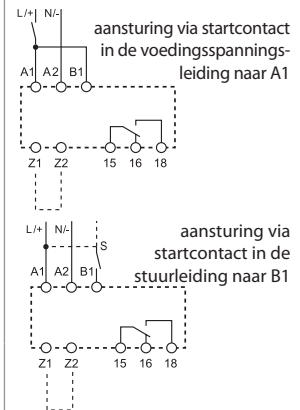 L/+ N/-
aansturing via startcontact
in de voedingsspannings-
leiding naar A1
A1 A2 B1
Z1 Z2 15 16 18
L/+ N/-
aansturing via
startcontact in de
stuurleiding naar B1
S
A1 A2 B1
Z1 Z2 15 16 18